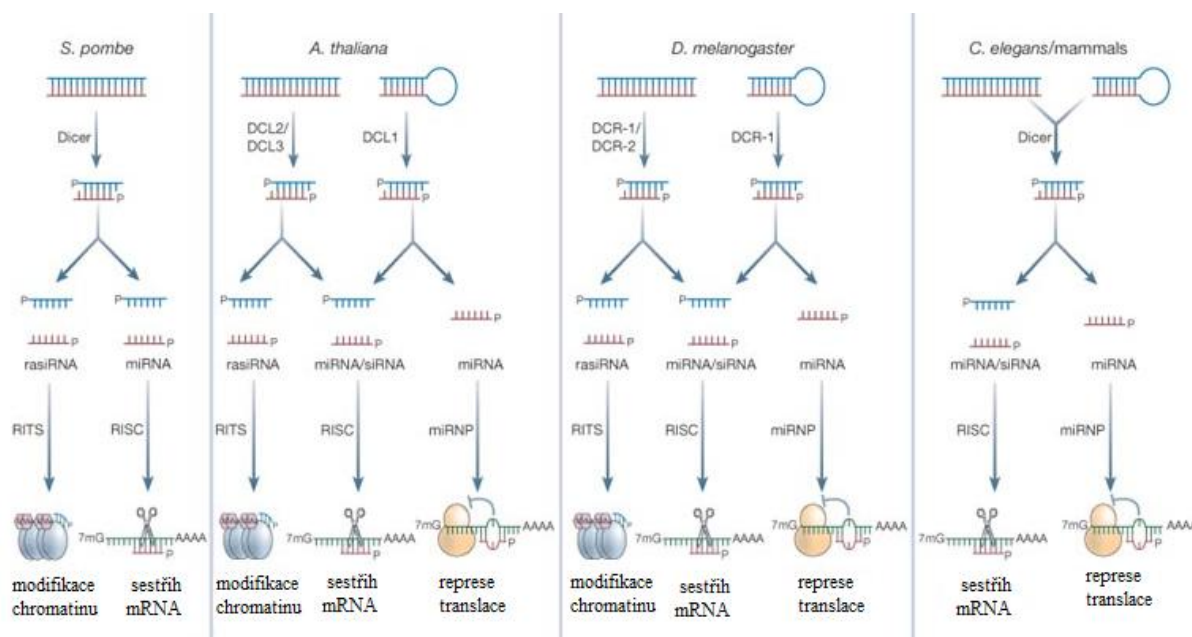 S. pombe
Dicer
P
P
P
rasiRNA
P
P
miRNA
RITS
RISC
P
7mG
AAAA
P
modifikace
chromatinu
sestřih
mRNA
A. thaliana
DCL2/
DCL3
DCL1
P
P
P
P
P
rasiRNA
P
P
miRNA/siRNA
P
miRNA
RITS
RISC
miRNP
P
7mG
AAAA
P
7mG
AAAA
P
modifikace
chromatinu
sestřih
mRNA
represe
translace
D. melanogaster
DCR-1/
DCR-2
DCR-1
P
P
P
P
P
rasiRNA
P
P
miRNA/siRNA
P
miRNA
RITS
RISC
miRNP
P
7mG
AAAA
P
7mG
AAAA
P
modifikace
chromatinu
sestřih
mRNA
represe
translace
C. elegans/mammals
Dicer
P
P
P
P
miRNA/siRNA
P
miRNA
RISC
miRNP
7mG
AAAA
P
7mG
AAAA
P
sestřih
mRNA
represe
translace